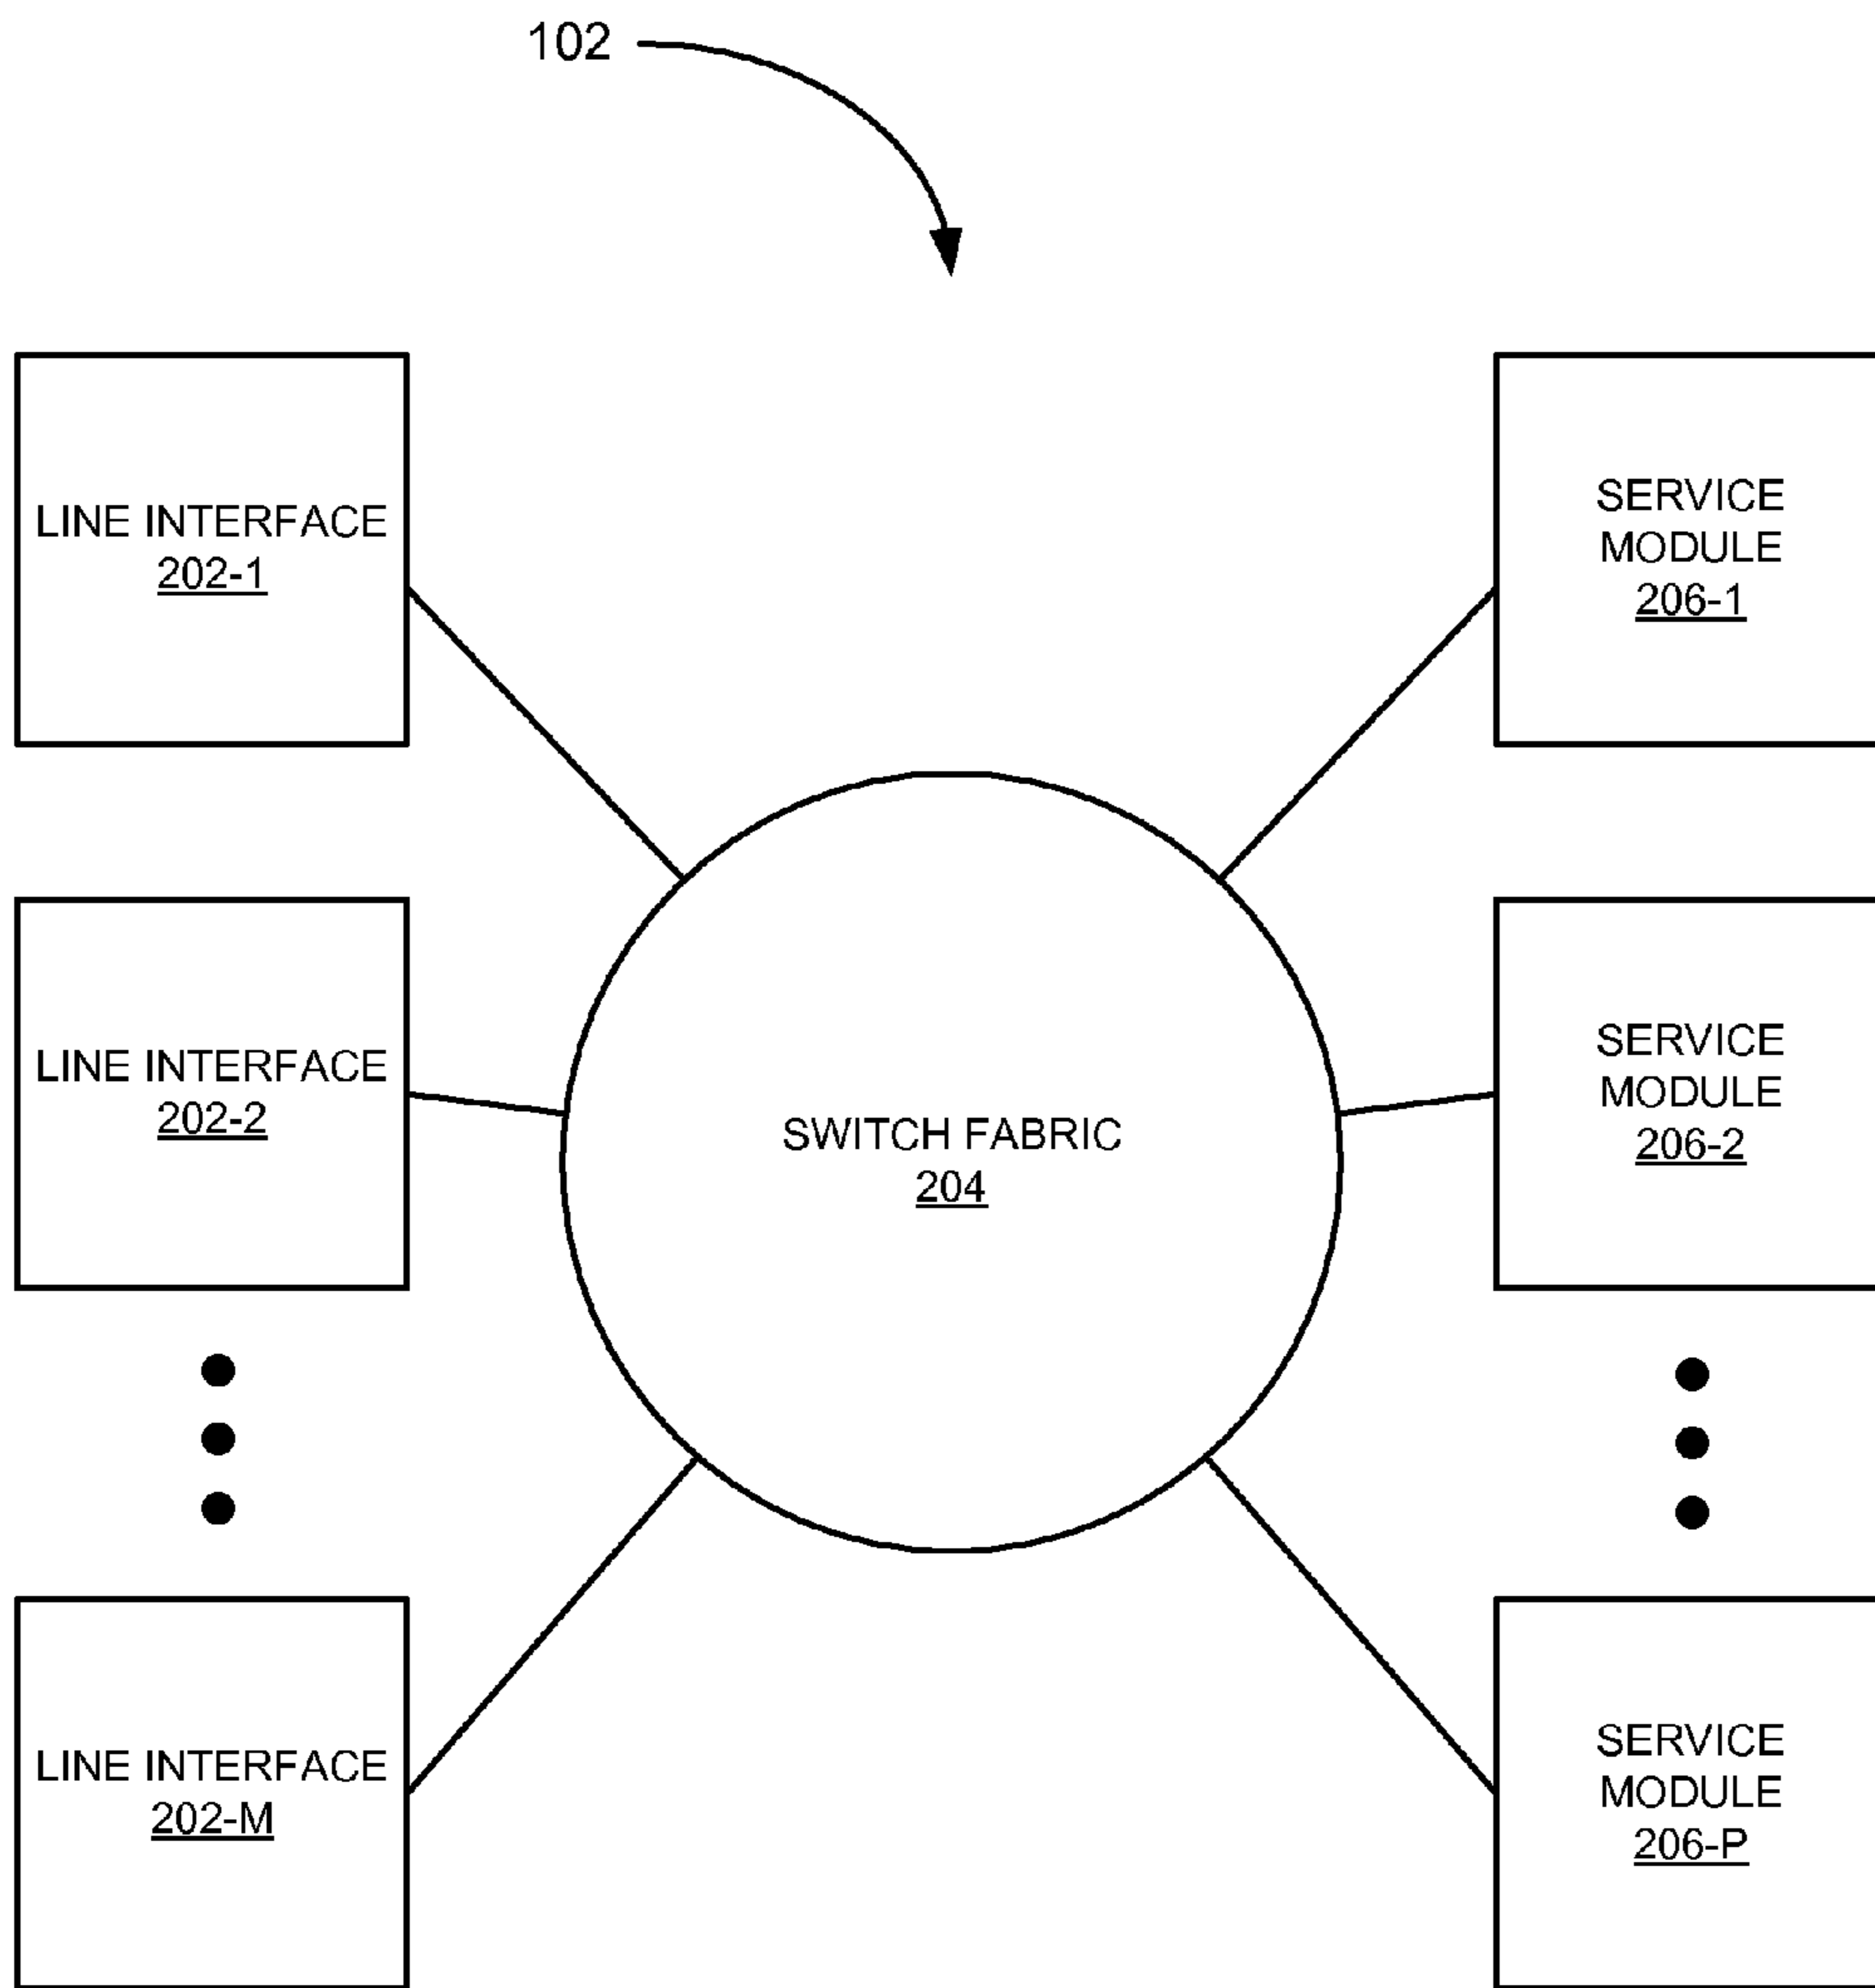 102
LINE INTERFACE
202-1
SERVICE
MODULE
206-1
LINE INTERFACE
202-2
SERVICE
MODULE
206-2
SWITCH FABRIC
204
LINE INTERFACE
202-M
SERVICE
MODULE
206-P